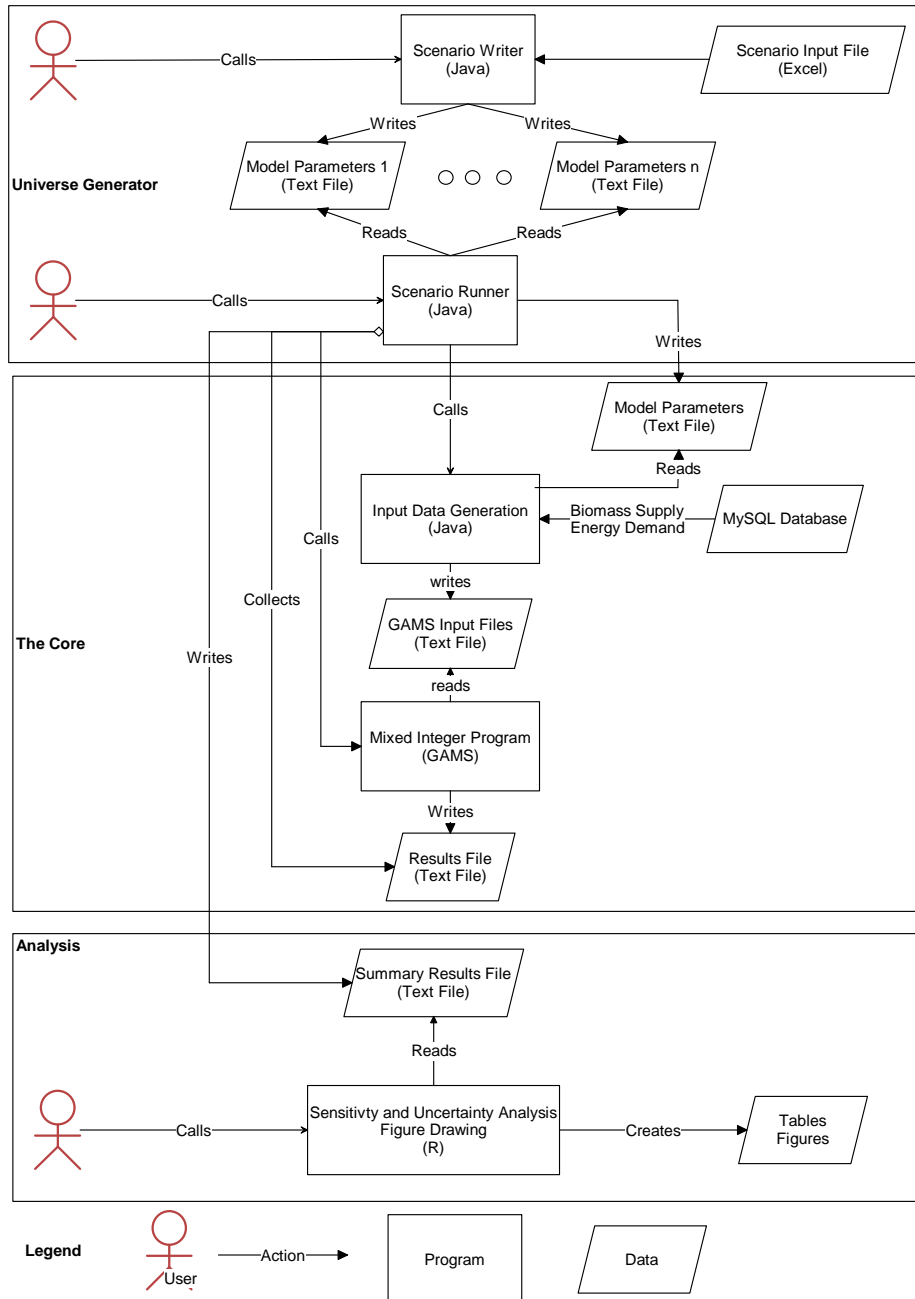 Scenario Writer
(Java)
Calls
Scenario Input File
(Excel)
Writes
Writes
Model Parameters 1
(Text File)
Model Parameters n
(Text File)
Universe Generator
Reads
Reads
Scenario Runner
(Java)
Calls
Writes
Model Parameters
(Text File)
Calls
Reads
Input Data Generation
(Java)
Biomass Supply
Energy Demand
MySQL Database
Calls
writes
Collects
GAMS Input Files
(Text File)
The Core
Writes
reads
Mixed Integer Program
(GAMS)
Writes
Results File
(Text File)
Analysis
Summary Results File
(Text File)
Reads
Calls
Sensitivty and Uncertainty Analysis
Figure Drawing
(R)
Creates
Tables
Figures
Legend
User
Action
Program
Data